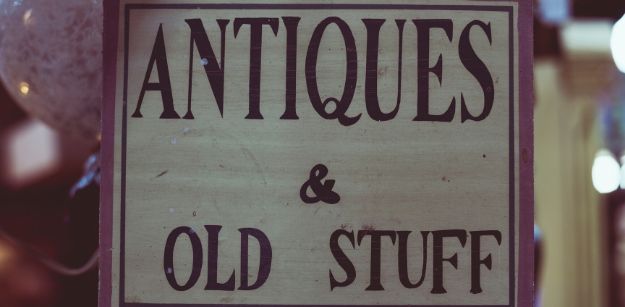 ANTIQUES
&
OLD STUFF